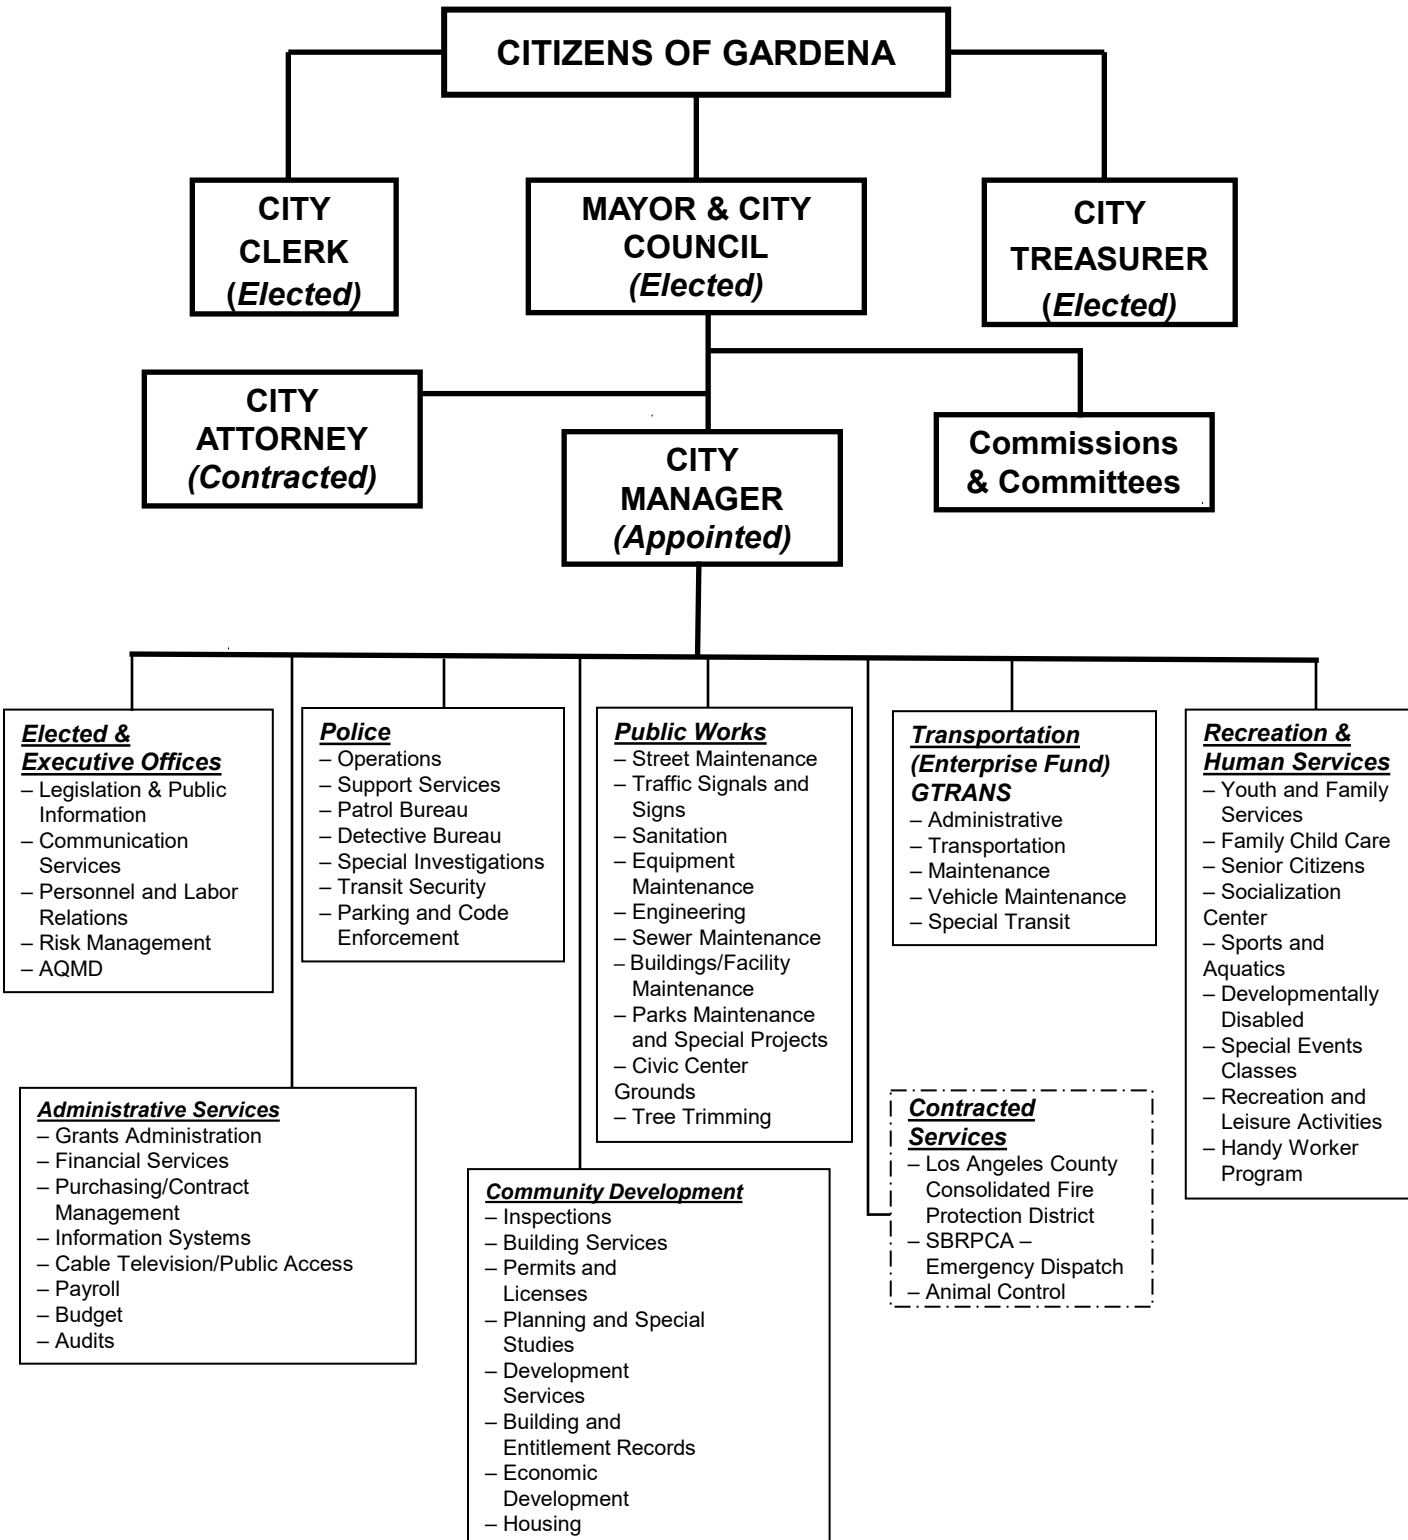 CITIZENS OF GARDENA
CITY
CLERK
(Elected)
MAYOR & CITY
COUNCIL
(Elected)
CITY
TREASURER
(Elected)
CITY
ATTORNEY
(Contracted)
CITY
MANAGER
(Appointed)
Commissions
& Committees
Elected &
Executive Offices
– Legislation & Public
Information
– Communication
Services
– Personnel and Labor
Relations
– Risk Management
– AQMD
Police
– Operations
– Support Services
– Patrol Bureau
– Detective Bureau
– Special Investigations
– Transit Security
– Parking and Code
Enforcement
Public Works
– Street Maintenance
– Traffic Signals and
Signs
– Sanitation
– Equipment
Maintenance
– Engineering
– Sewer Maintenance
– Buildings/Facility
Maintenance
– Parks Maintenance
and Special Projects
– Civic Center
Grounds
– Tree Trimming
Transportation
(Enterprise Fund)
GTRANS
– Administrative
– Transportation
– Maintenance
– Vehicle Maintenance
– Special Transit
Recreation &
Human Services
– Youth and Family
Services
– Family Child Care
– Senior Citizens
– Socialization
Center
– Sports and
Aquatics
– Developmentally
Disabled
– Special Events
Classes
– Recreation and
Leisure Activities
– Handy Worker
Program
Administrative Services
– Grants Administration
– Financial Services
– Purchasing/Contract
Management
– Information Systems
– Cable Television/Public Access
– Payroll
– Budget
– Audits
Community Development
– Inspections
– Building Services
– Permits and
Licenses
– Planning and Special
Studies
– Development
Services
– Building and
Entitlement Records
– Economic
Development
– Housing
Contracted
Services
– Los Angeles County
Consolidated Fire
Protection District
– SBRPCA –
Emergency Dispatch
– Animal Control